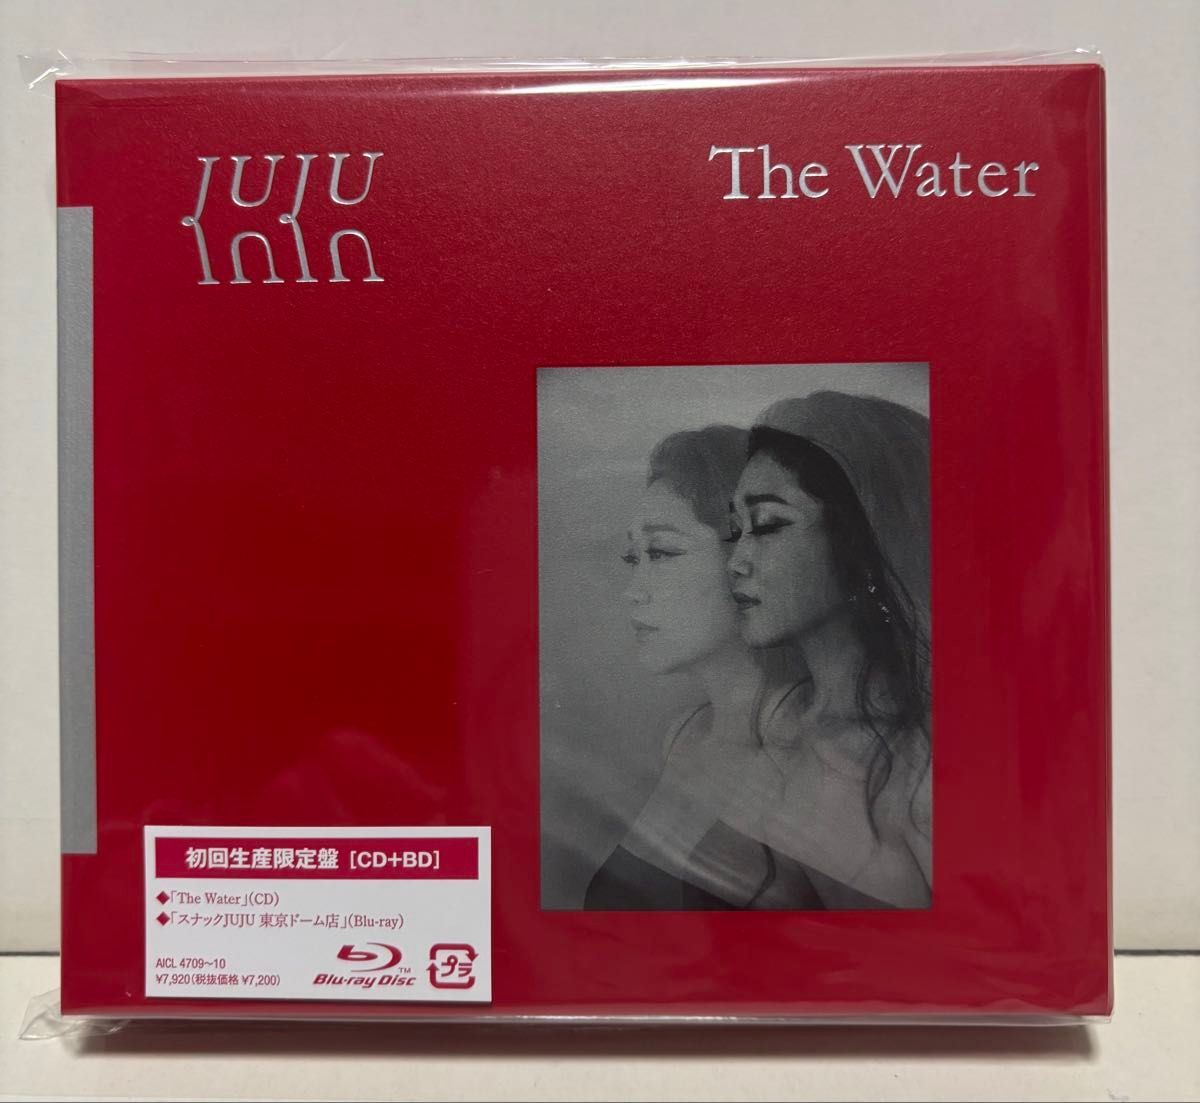 JUJU
The Water
初回生産限定盤 [CD+BD]
◆「The Water」(CD)
◆「スナックJUJU 東京ドーム店」(Blu-ray)
AICL 4709〜10
¥7,920(税抜価格 ¥7,200)
Blu-ray Disc™
プラ